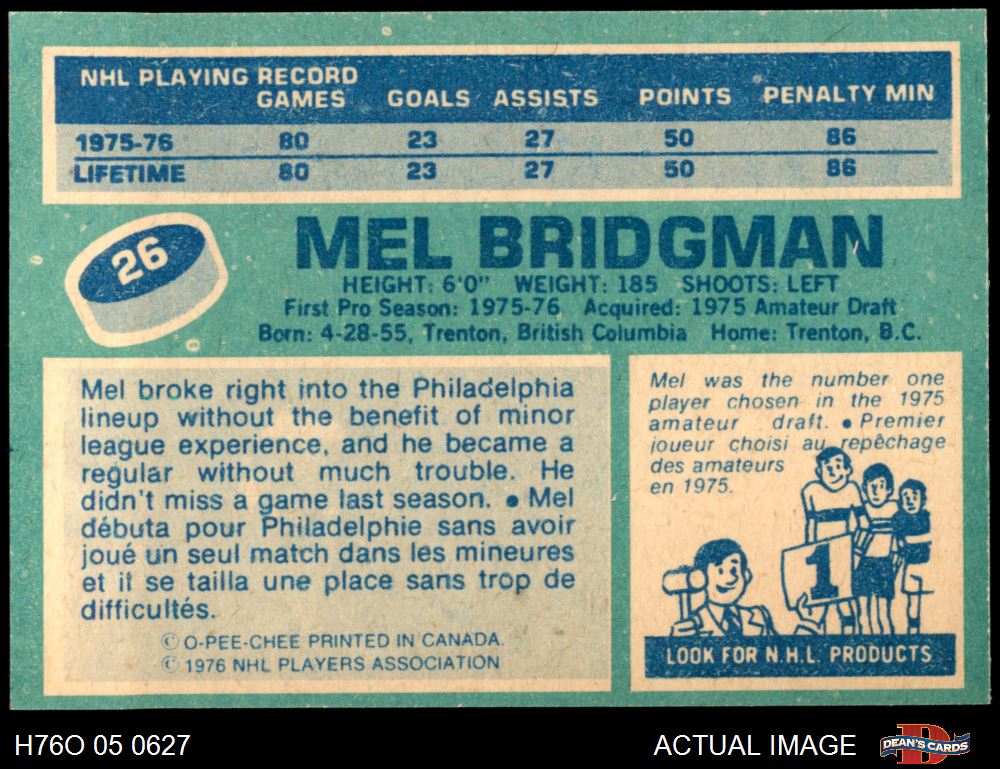 NHL PLAYING RECORD
GAMES GOALS ASSISTS POINTS PENALTY MIN
1975-76 80 23 27 50 86
LIFETIME 80 23 27 50 86
26
MEL BRIDGMAN
HEIGHT: 6'0" WEIGHT: 185 SHOOTS: LEFT
First Pro Season: 1975-76 Acquired: 1975 Amateur Draft
Born: 4-28-55, Trenton, British Columbia Home: Trenton, B.C.
Mel broke right into the Philadelphia
lineup without the benefit of minor
league experience, and he became a
regular without much trouble. He
didn't miss a game last season. • Mel
débuta pour Philadelphie sans avoir
joué un seul match dans les mineures
et il se tailla une place sans trop de
difficultés.
© O-PEE-CHEE PRINTED IN CANADA.
© 1976 NHL PLAYERS ASSOCIATION
Mel was the number one
player chosen in the 1975
amateur draft. • Premier
joueur choisi au repêchage
des amateurs
en 1975.
1
LOOK FOR N.H.L. PRODUCTS
H76O 05 0627
ACTUAL IMAGE
DEAN'S CARDS